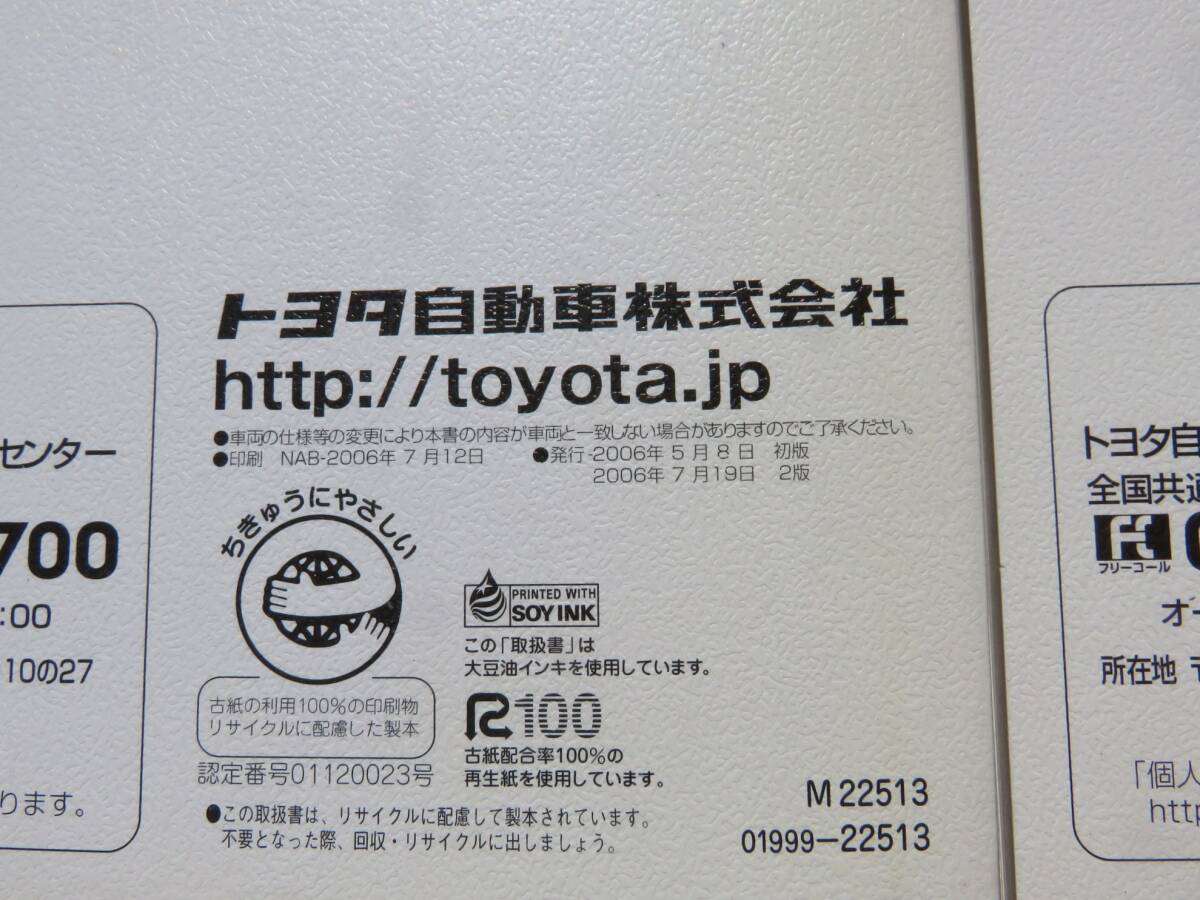 トヨタ自動車株式会社
http://toyota.jp
●車両の仕様等の変更により本書の内容が車両と一致しない場合がありますのでご了承ください。
●印刷 NAB-2006年 7 月12日 ●発行-2006年 5 月 8 日 初版
2006年 7 月19日 2版
ちきゅうにやさしい
古紙の利用100%の印刷物
リサイクルに配慮した製本
認定番号01120023号
PRINTED WITH
SOY INK
この「取扱書」は
大豆油インキを使用しています。
R100
古紙配合率100%の
再生紙を使用しています。
●この取扱書は、リサイクルに配慮して製本されています。
不要となった際、回収・リサイクルに出しましょう。
M 22513
01999-22513
センター
700
:00
10の27
ります。
トヨタ自
全国共通
フリーコール
オー
所在地
「個人
http